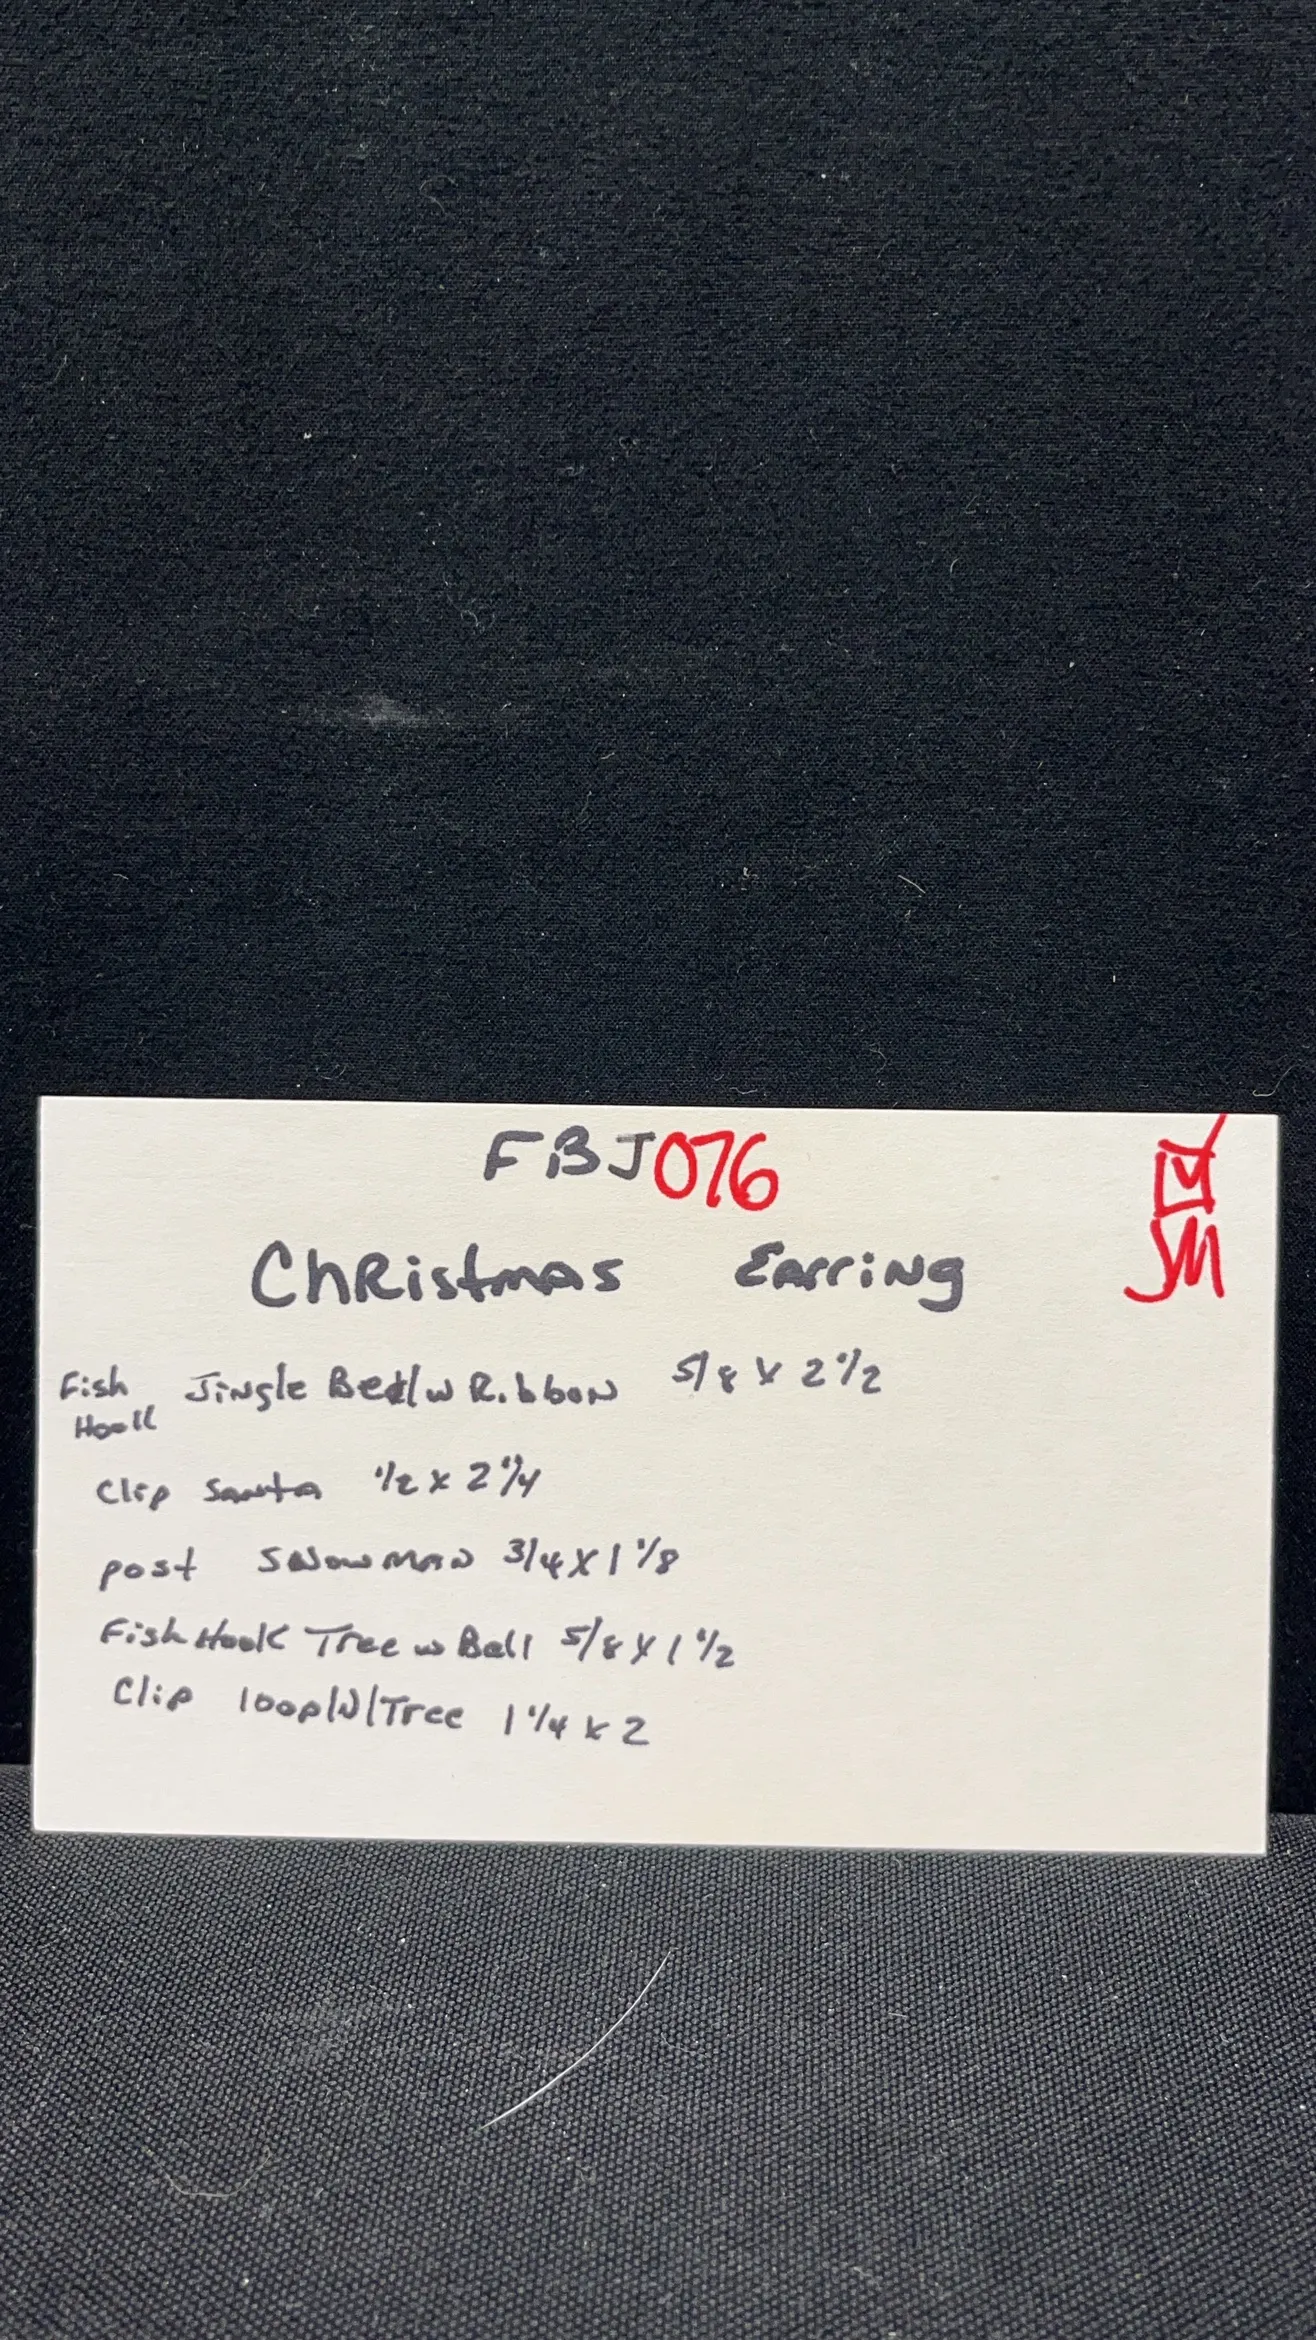 FBJ076
JM
Christmas Earring
Fish Hook Jingle Bell w Ribbon 5/8 x 2 1/2
Clip Santa 1/2 x 2 1/4
post Snowman 3/4 x 1 1/8
Fish Hook Tree w Ball 5/8 x 1 1/2
Clip loop W/Tree 1 1/4 x 2